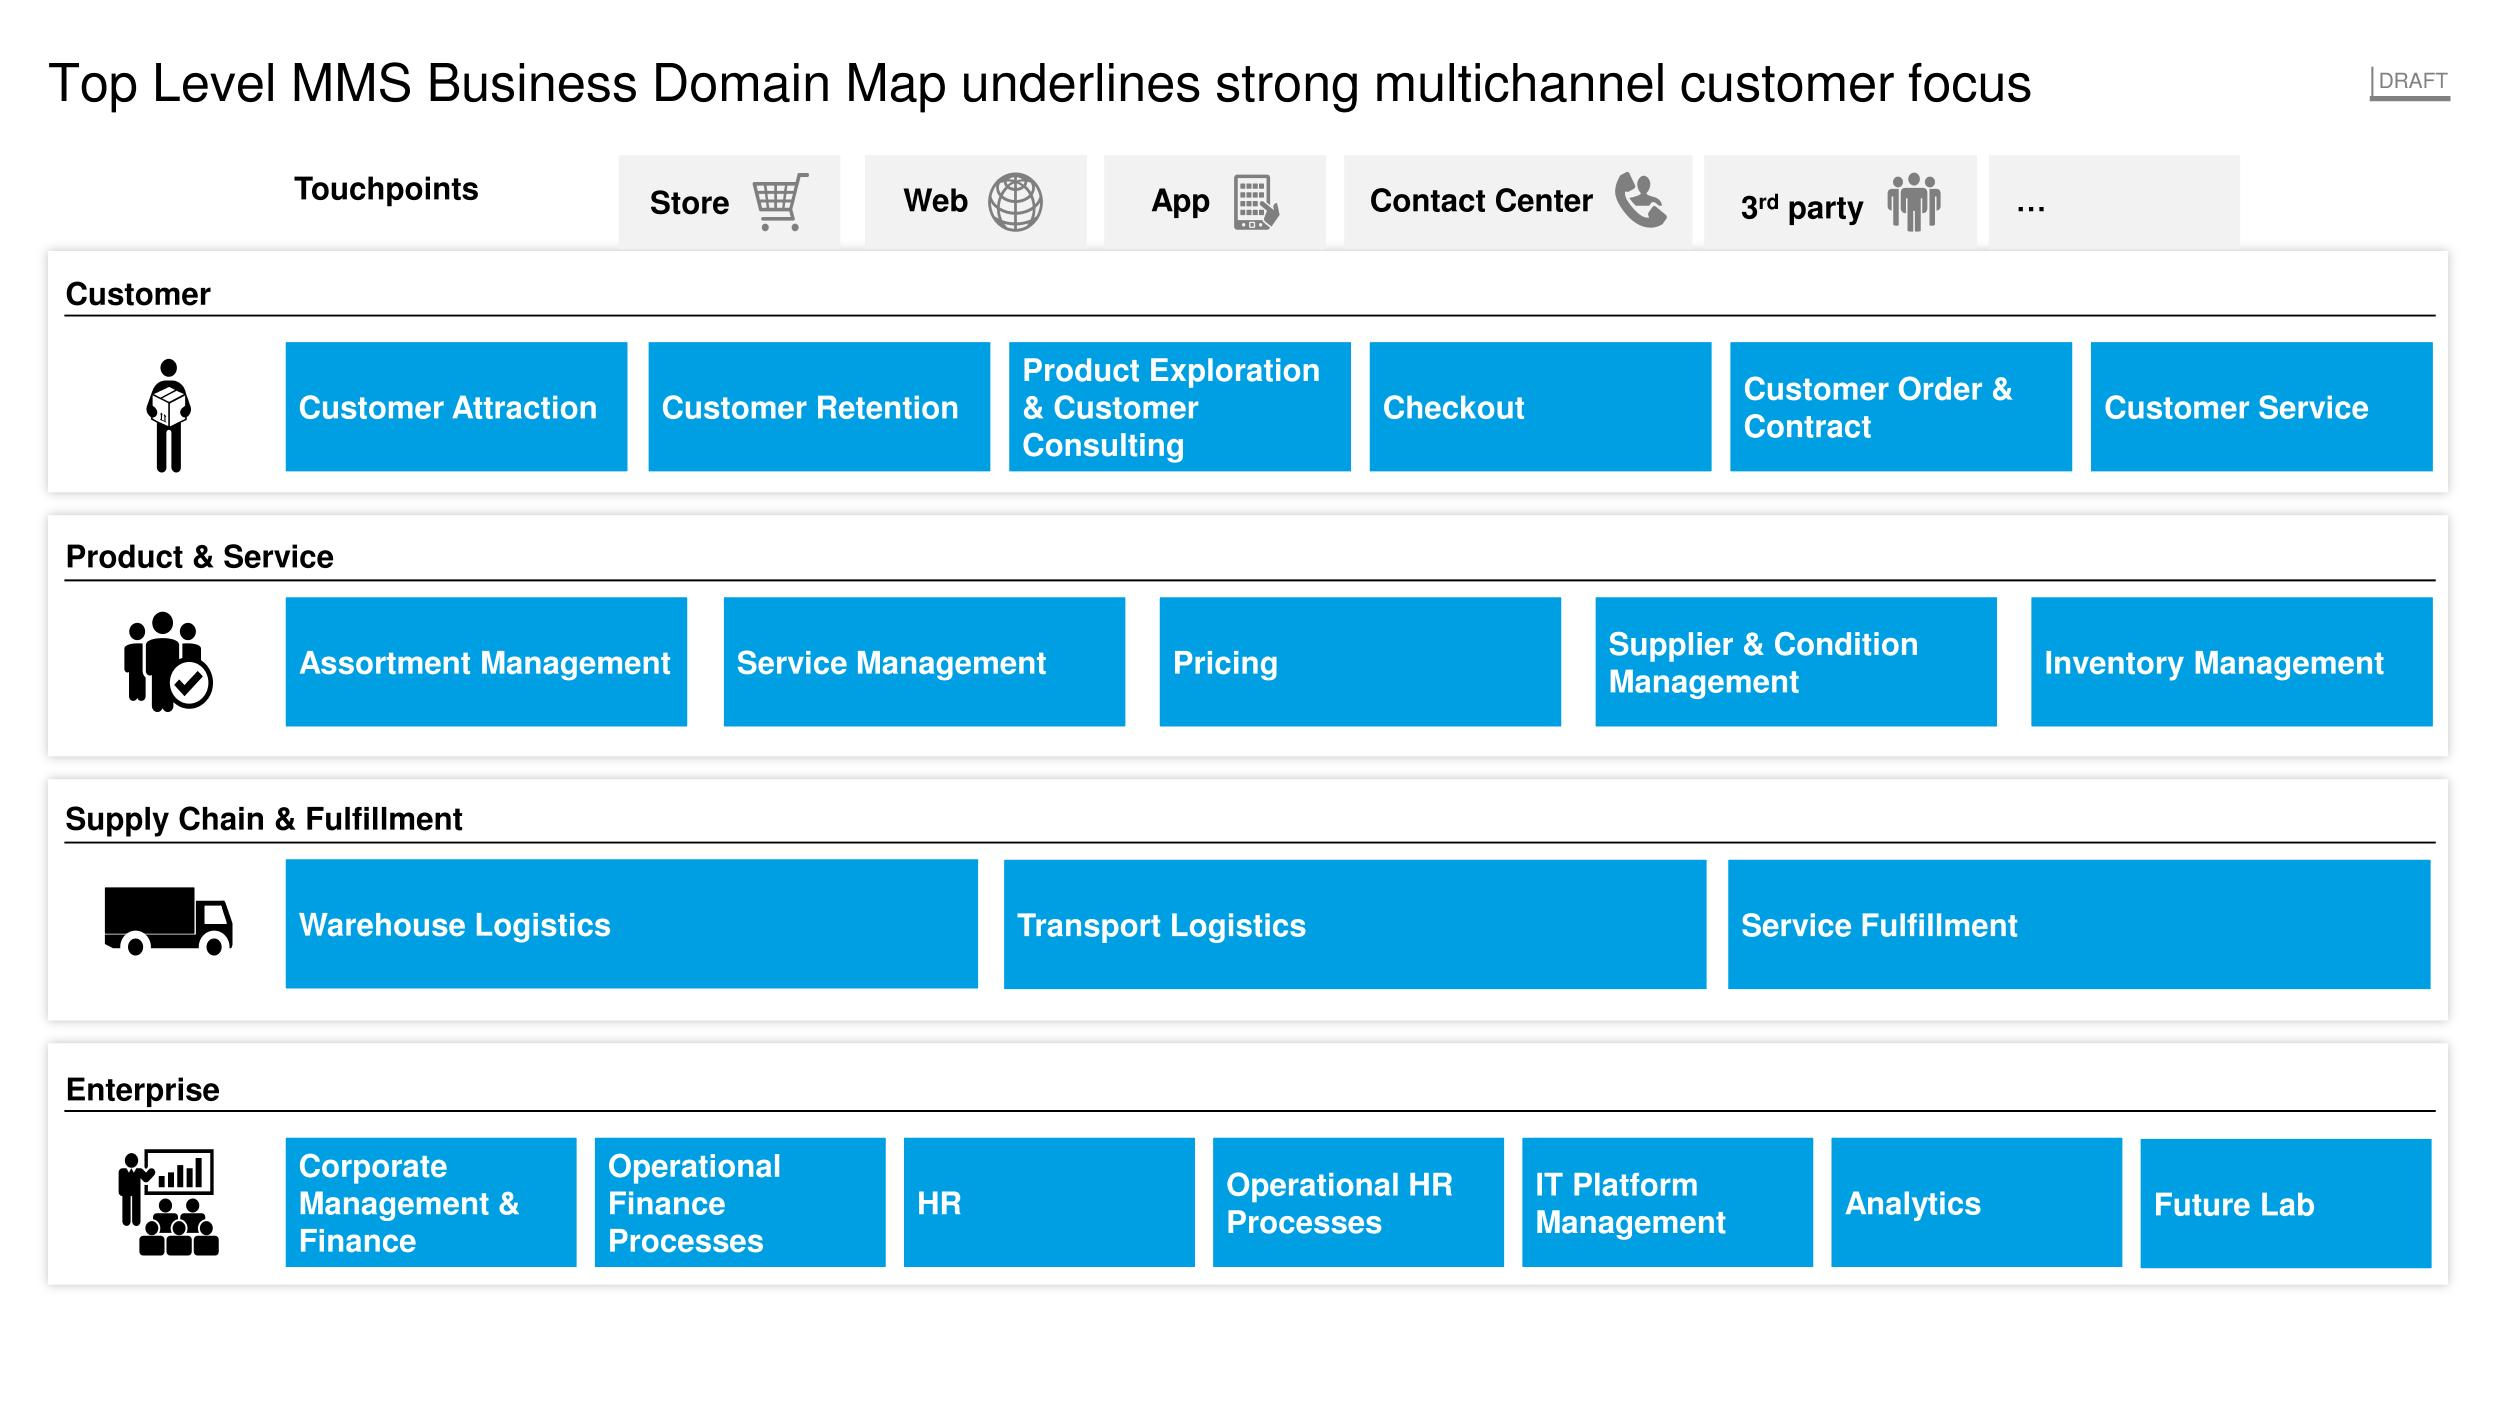 Top Level MMS Business Domain Map underlines strong multichannel customer focus
DRAFT
Touchpoints
Store
Web
App
Contact Center
3rd party
...
Customer
Customer Attraction
Customer Retention
Product Exploration
& Customer
Consulting
Checkout
Customer Order &
Contract
Customer Service
Product & Service
Assortment Management
Service Management
Pricing
Supplier & Condition
Management
Inventory Management
Supply Chain & Fulfillment
Warehouse Logistics
Transport Logistics
Service Fulfillment
Enterprise
Corporate
Management &
Finance
Operational
Finance
Processes
HR
Operational HR
Processes
IT Platform
Management
Analytics
Future Lab